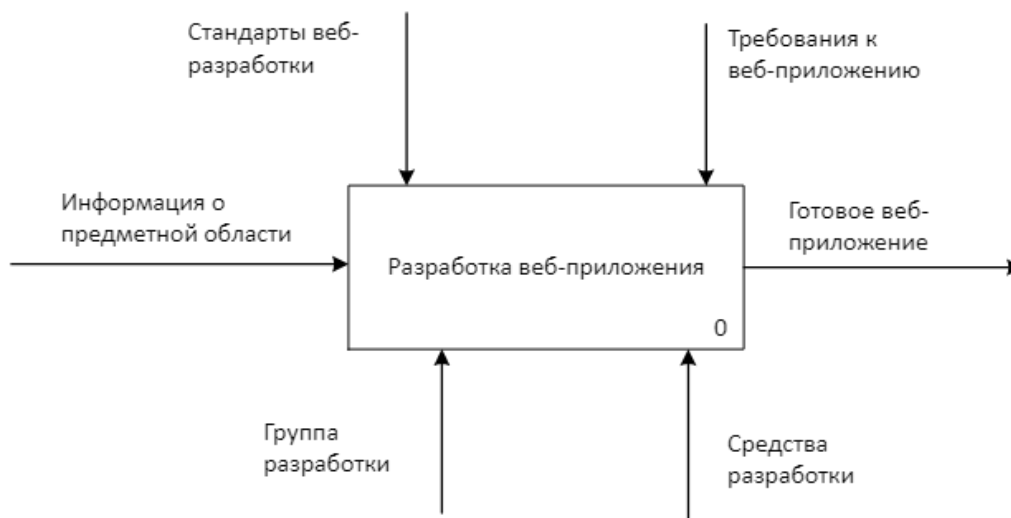 Стандарты веб-
разработки
Требования к
веб-приложению
Информация о
предметной области
Разработка веб-приложения
0
Готовое веб-
приложение
Группа
разработки
Средства
разработки